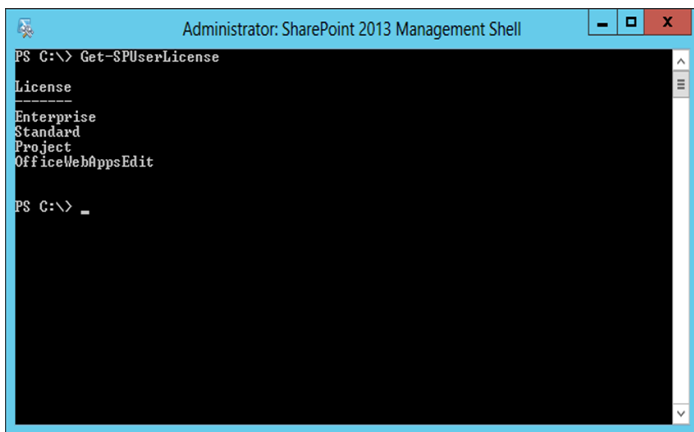 Administrator: SharePoint 2013 Management Shell
PS C:\> Get-SPUserLicense
License
-------
Enterprise
Standard
Project
OfficeWebAppsEdit
PS C:\> _